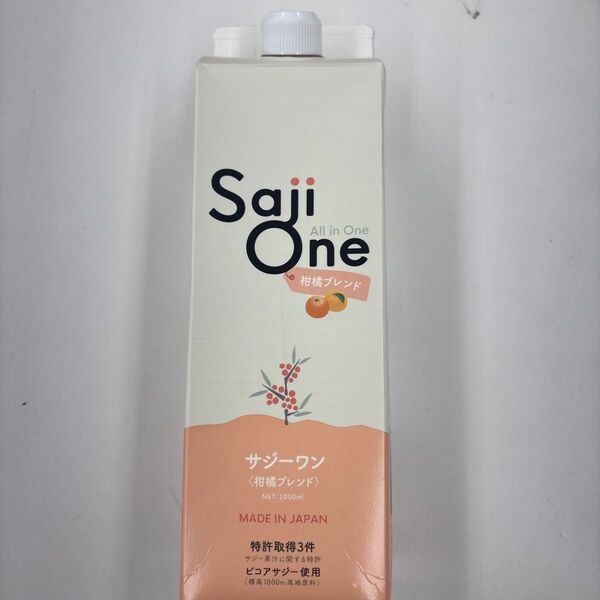 Saji
All in One
One
柑橘ブレンド
サジーワン
〈柑橘ブレンド〉
NET:1000ml
MADE IN JAPAN
特許取得3件
サジー果汁に関する特許
ピコアサジー使用
（標高1800m高地原料）